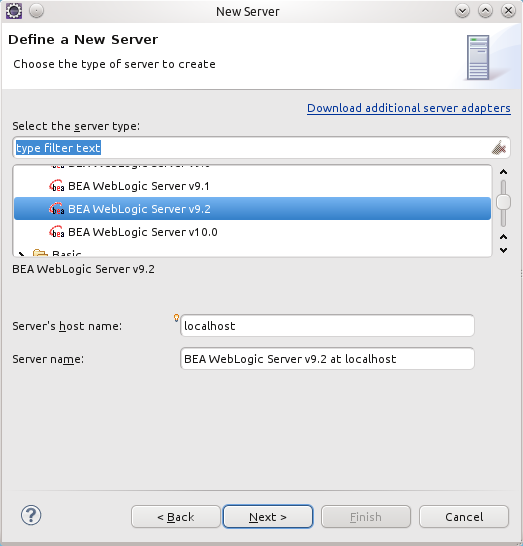 New Server
Define a New Server
Choose the type of server to create
Download additional server adapters
Select the server type:
type filter text
BEA WebLogic Server v9.1
BEA WebLogic Server v9.2
BEA WebLogic Server v10.0
Basic
BEA WebLogic Server v9.2
Server's host name: localhost
Server name: BEA WebLogic Server v9.2 at localhost
? < Back Next > Finish Cancel